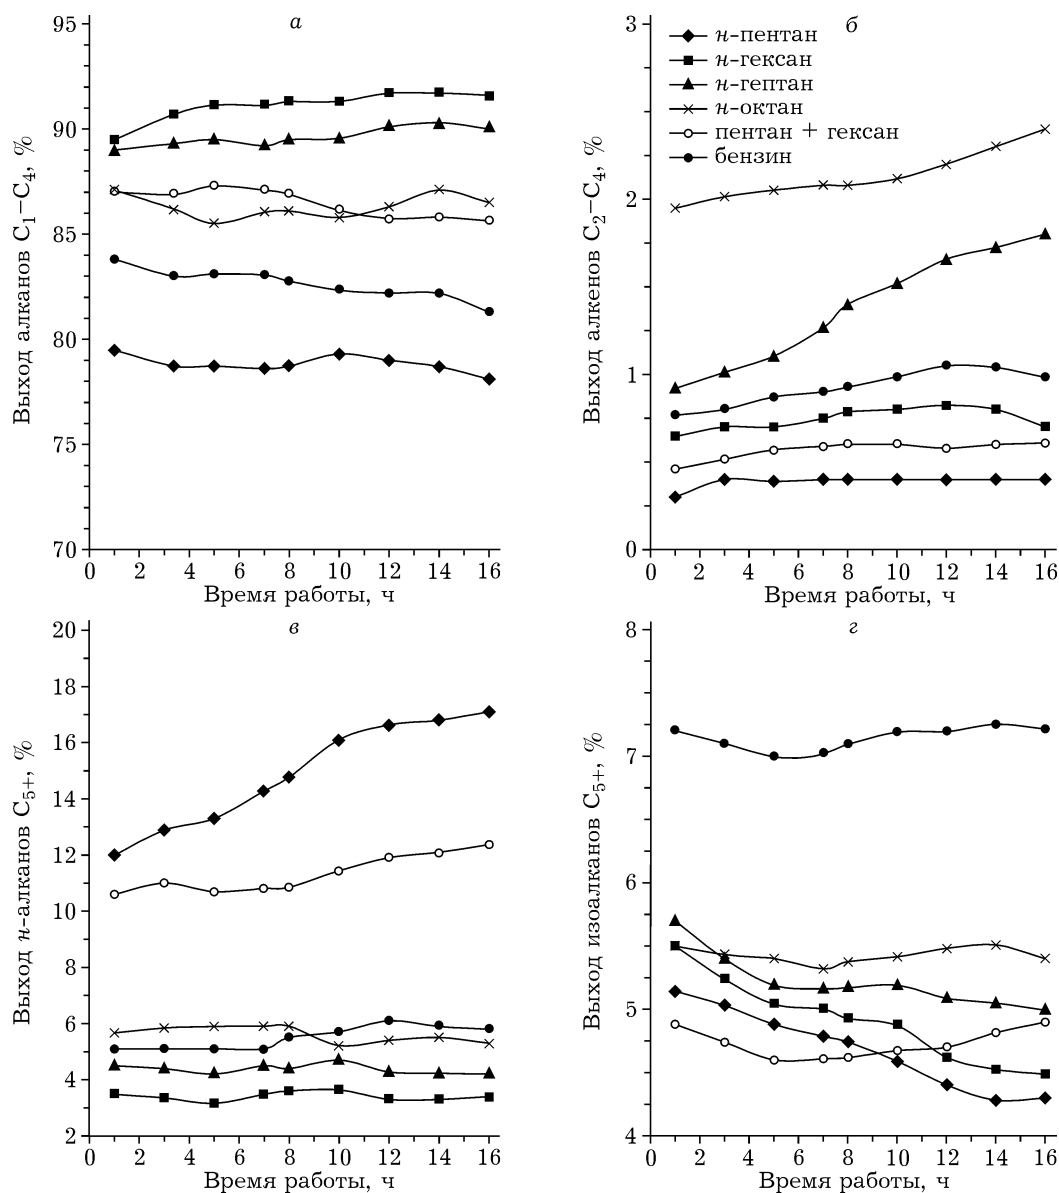 а
Выход алканов C₁–C₄, %
95
90
85
80
75
70
0 2 4 6 8 10 12 14 16
Время работы, ч
б
Выход алкенов C₂–C₄, %
н-пентан
н-гексан
н-гептан
н-октан
пентан + гексан
бензин
3
2
1
0
0 2 4 6 8 10 12 14 16
Время работы, ч
в
Выход н-алканов C₅₊, %
20
18
16
14
12
10
8
6
4
2
0 2 4 6 8 10 12 14 16
Время работы, ч
г
Выход изоалканов C₅₊, %
8
7
6
5
4
0 2 4 6 8 10 12 14 16
Время работы, ч